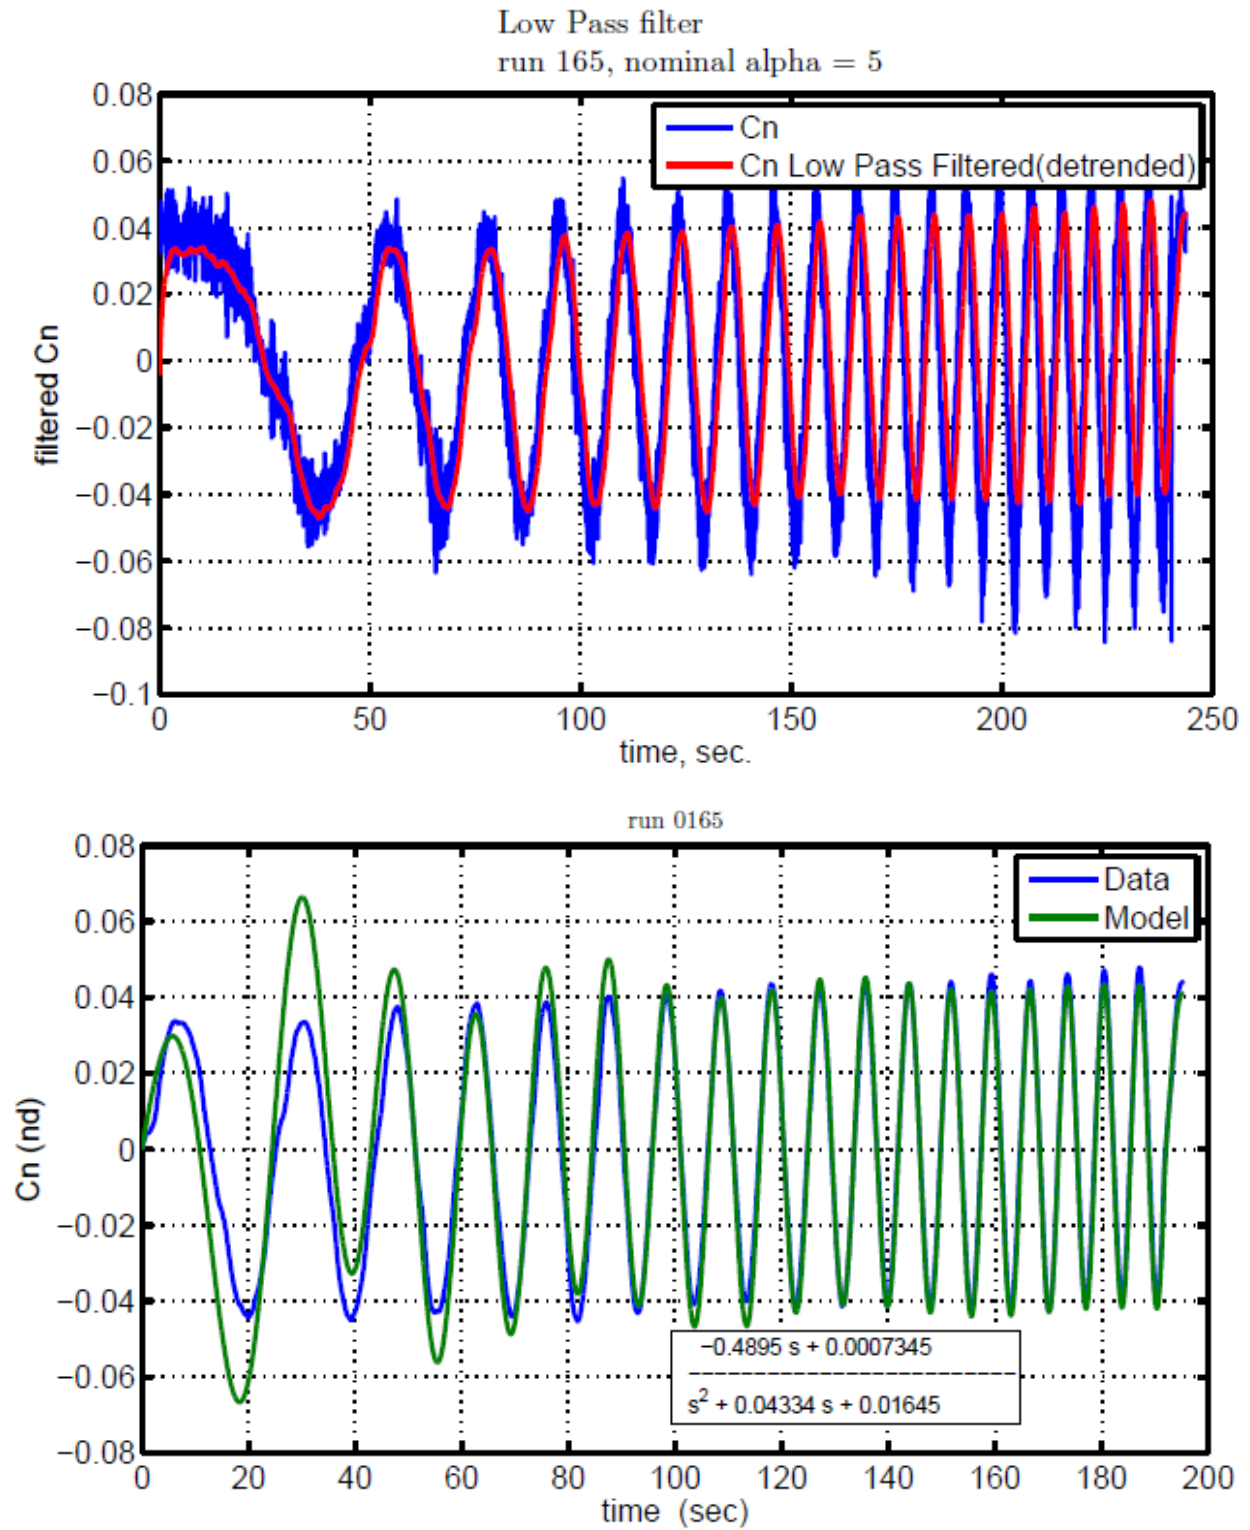 Low Pass filter
run 165, nominal alpha = 5
0.08
0.06
0.04
0.02
0
−0.02
−0.04
−0.06
−0.08
−0.1
filtered Cn
Cn
Cn Low Pass Filtered(detrended)
0 50 100 150 200 250
time, sec.
run 0165
0.08
0.06
0.04
0.02
0
−0.02
−0.04
−0.06
−0.08
Cn (nd)
Data
Model
−0.4895 s + 0.0007345
--------------------------
s² + 0.04334 s + 0.01645
0 20 40 60 80 100 120 140 160 180 200
time (sec)